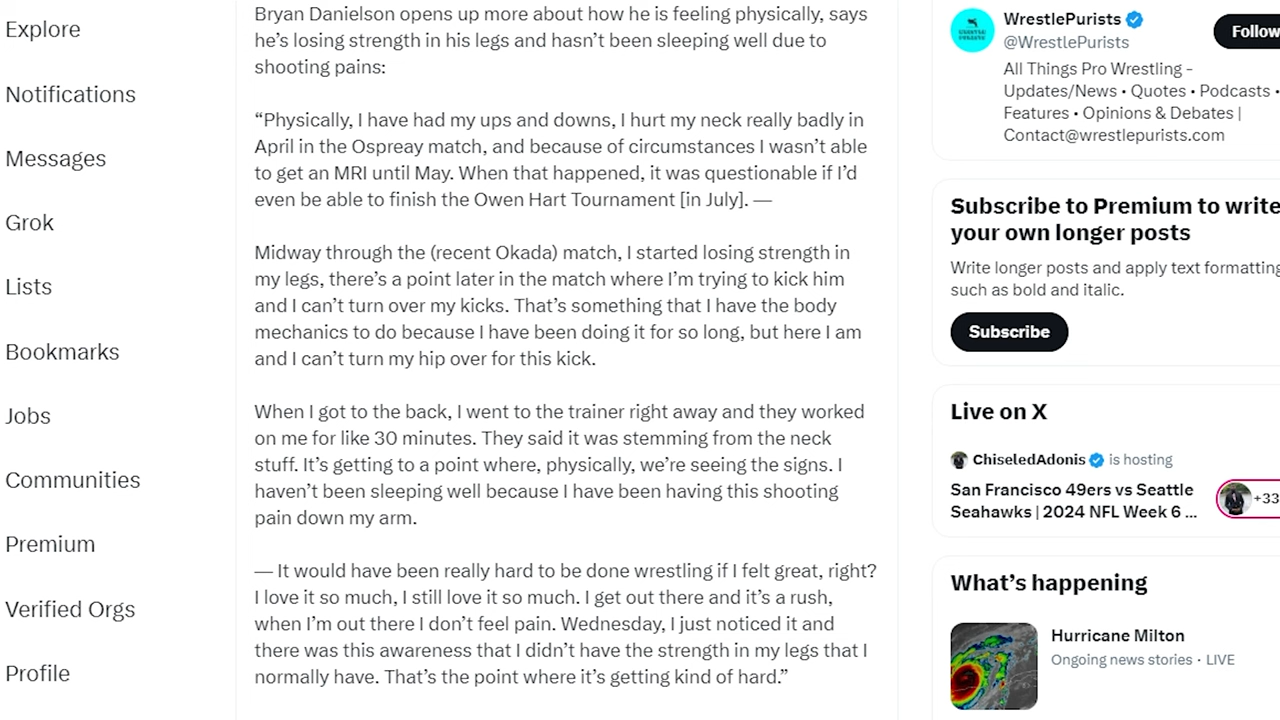 Explore
Notifications
Messages
Grok
Lists
Bookmarks
Jobs
Communities
Premium
Verified Orgs
Profile
Bryan Danielson opens up more about how he is feeling physically, says
he's losing strength in his legs and hasn't been sleeping well due to
shooting pains:
“Physically, I have had my ups and downs, I hurt my neck really badly in
April in the Ospreay match, and because of circumstances I wasn’t able
to get an MRI until May. When that happened, it was questionable if I’d
even be able to finish the Owen Hart Tournament [in July]. —
Midway through the (recent Okada) match, I started losing strength in
my legs, there’s a point later in the match where I’m trying to kick him
and I can’t turn over my kicks. That’s something that I have the body
mechanics to do because I have been doing it for so long, but here I am
and I can’t turn my hip over for this kick.
When I got to the back, I went to the trainer right away and they worked
on me for like 30 minutes. They said it was stemming from the neck
stuff. It’s getting to a point where, physically, we’re seeing the signs. I
haven’t been sleeping well because I have been having this shooting
pain down my arm.
— It would have been really hard to be done wrestling if I felt great, right?
I love it so much, I still love it so much. I get out there and it’s a rush,
when I’m out there I don’t feel pain. Wednesday, I just noticed it and
there was this awareness that I didn’t have the strength in my legs that I
normally have. That’s the point where it’s getting kind of hard.”
WrestlePurists
@WrestlePurists
Follow
All Things Pro Wrestling -
Updates/News • Quotes • Podcasts •
Features • Opinions & Debates |
Contact@wrestlepurists.com
Subscribe to Premium to write
your own longer posts
Write longer posts and apply text formatting
such as bold and italic.
Subscribe
Live on X
ChiseledAdonis is hosting
San Francisco 49ers vs Seattle
Seahawks | 2024 NFL Week 6 ...
+33
What’s happening
Hurricane Milton
Ongoing news stories · LIVE